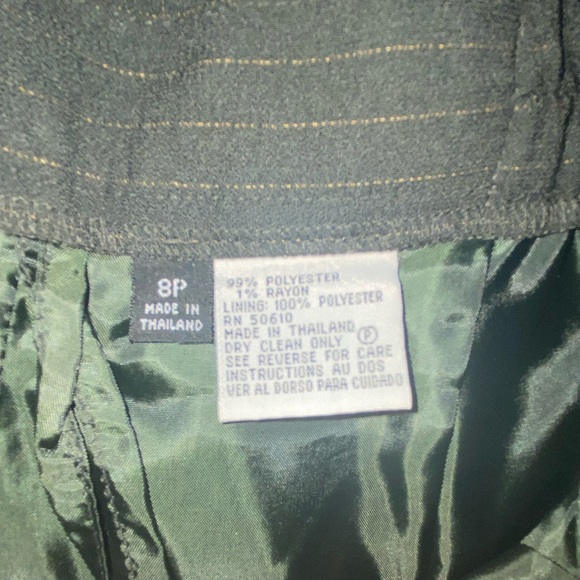 8P
MADE IN
THAILAND
99% POLYESTER
1% RAYON
LINING: 100% POLYESTER
RN 50610
MADE IN THAILAND
DRY CLEAN ONLY P
SEE REVERSE FOR CARE
INSTRUCTIONS AU DOS
VER AL DORSO PARA CUIDADO